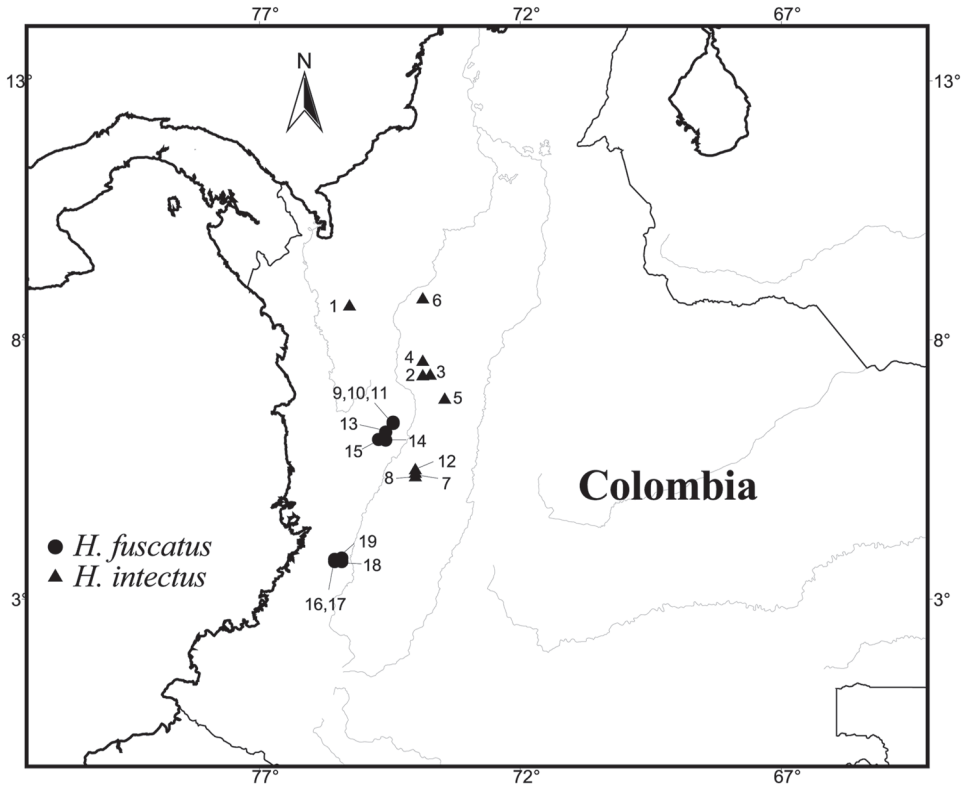 77° 72° 67°
13° 13°
N
1 6
8° 8°
4
2 3
5
9,10,11
13
15 14
12
8 7
Colombia
H. fuscatus
H. intectus
19
18
16,17
3° 3°
77° 72° 67°